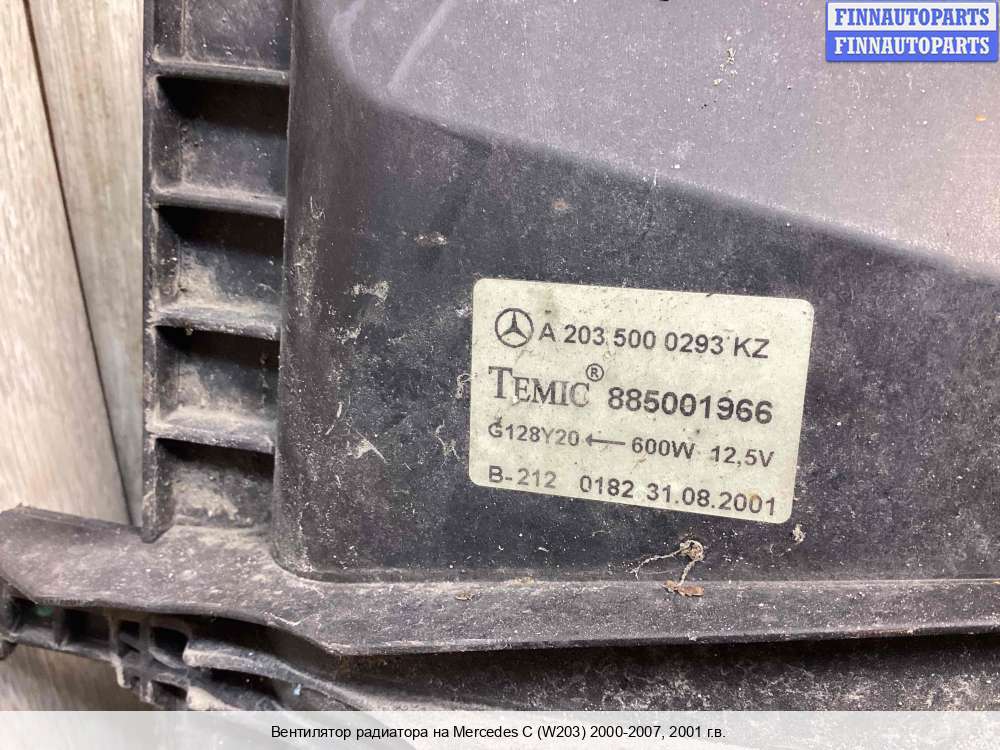 FINNAUTOPARTS
FINNAUTOPARTS
A 203 500 0293 KZ
TEMIC® 885001966
G128Y20 ← 600W 12,5V
B-212 0182 31.08.2001
Вентилятор радиатора на Mercedes C (W203) 2000-2007, 2001 г.в.